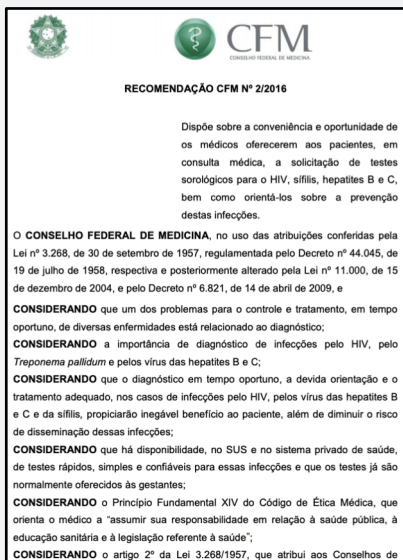 CFM
CONSELHO FEDERAL DE MEDICINA
RECOMENDAÇÃO CFM Nº 2/2016
Dispõe sobre a conveniência e oportunidade de
os médicos oferecerem aos pacientes, em
consulta médica, a solicitação de testes
sorológicos para o HIV, sífilis, hepatites B e C,
bem como orientá-los sobre a prevenção
destas infecções.
O CONSELHO FEDERAL DE MEDICINA, no uso das atribuições conferidas pela
Lei nº 3.268, de 30 de setembro de 1957, regulamentada pelo Decreto nº 44.045, de
19 de julho de 1958, respectiva e posteriormente alterado pela Lei nº 11.000, de 15
de dezembro de 2004, e pelo Decreto nº 6.821, de 14 de abril de 2009, e
CONSIDERANDO que um dos problemas para o controle e tratamento, em tempo
oportuno, de diversas enfermidades está relacionado ao diagnóstico;
CONSIDERANDO a importância de diagnóstico de infecções pelo HIV, pelo
Treponema pallidum e pelos vírus das hepatites B e C;
CONSIDERANDO que o diagnóstico em tempo oportuno, a devida orientação e o
tratamento adequado, nos casos de infecções pelo HIV, pelos vírus das hepatites B
e C e da sífilis, propiciarão inegável benefício ao paciente, além de diminuir o risco
de disseminação dessas infecções;
CONSIDERANDO que há disponibilidade, no SUS e no sistema privado de saúde,
de testes rápidos, simples e confiáveis para essas infecções e que os testes já são
normalmente oferecidos às gestantes;
CONSIDERANDO o Princípio Fundamental XIV do Código de Ética Médica, que
orienta o médico a “assumir sua responsabilidade em relação à saúde pública, à
educação sanitária e à legislação referente à saúde”;
CONSIDERANDO o artigo 2º da Lei 3.268/1957, que atribui aos Conselhos de